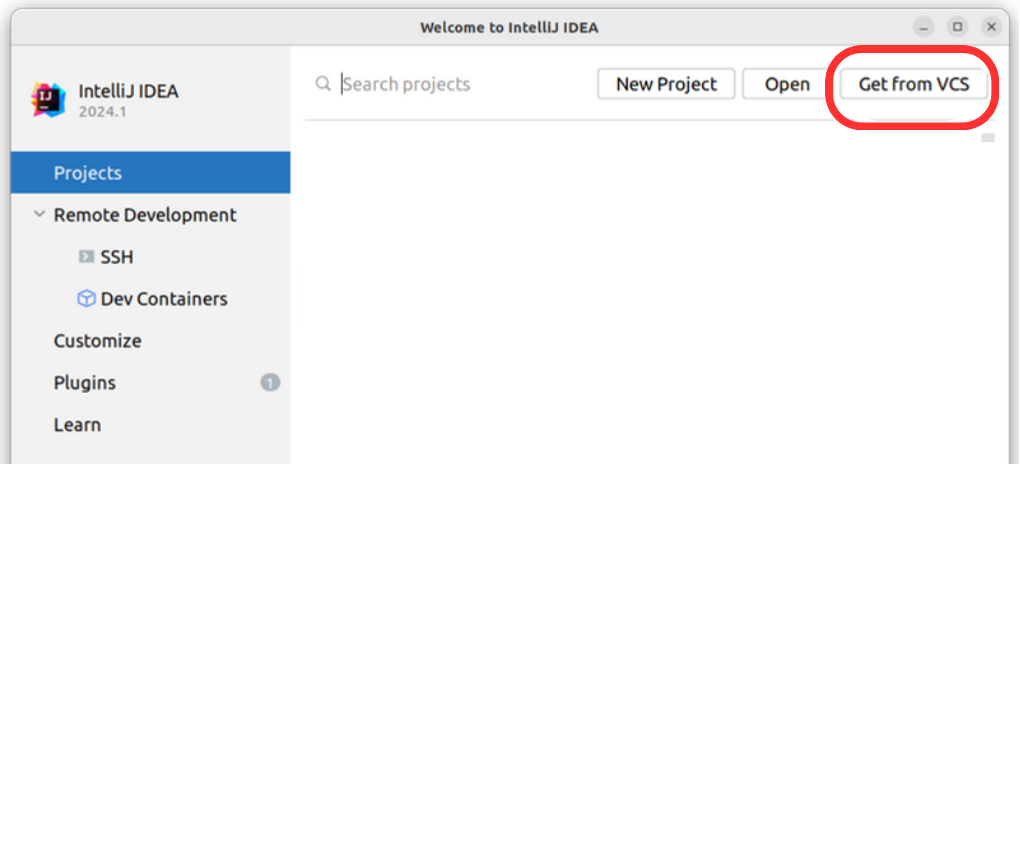 Welcome to IntelliJ IDEA
IntelliJ IDEA
2024.1
Search projects
New Project
Open
Get from VCS
Projects
Remote Development
SSH
Dev Containers
Customize
Plugins
1
Learn